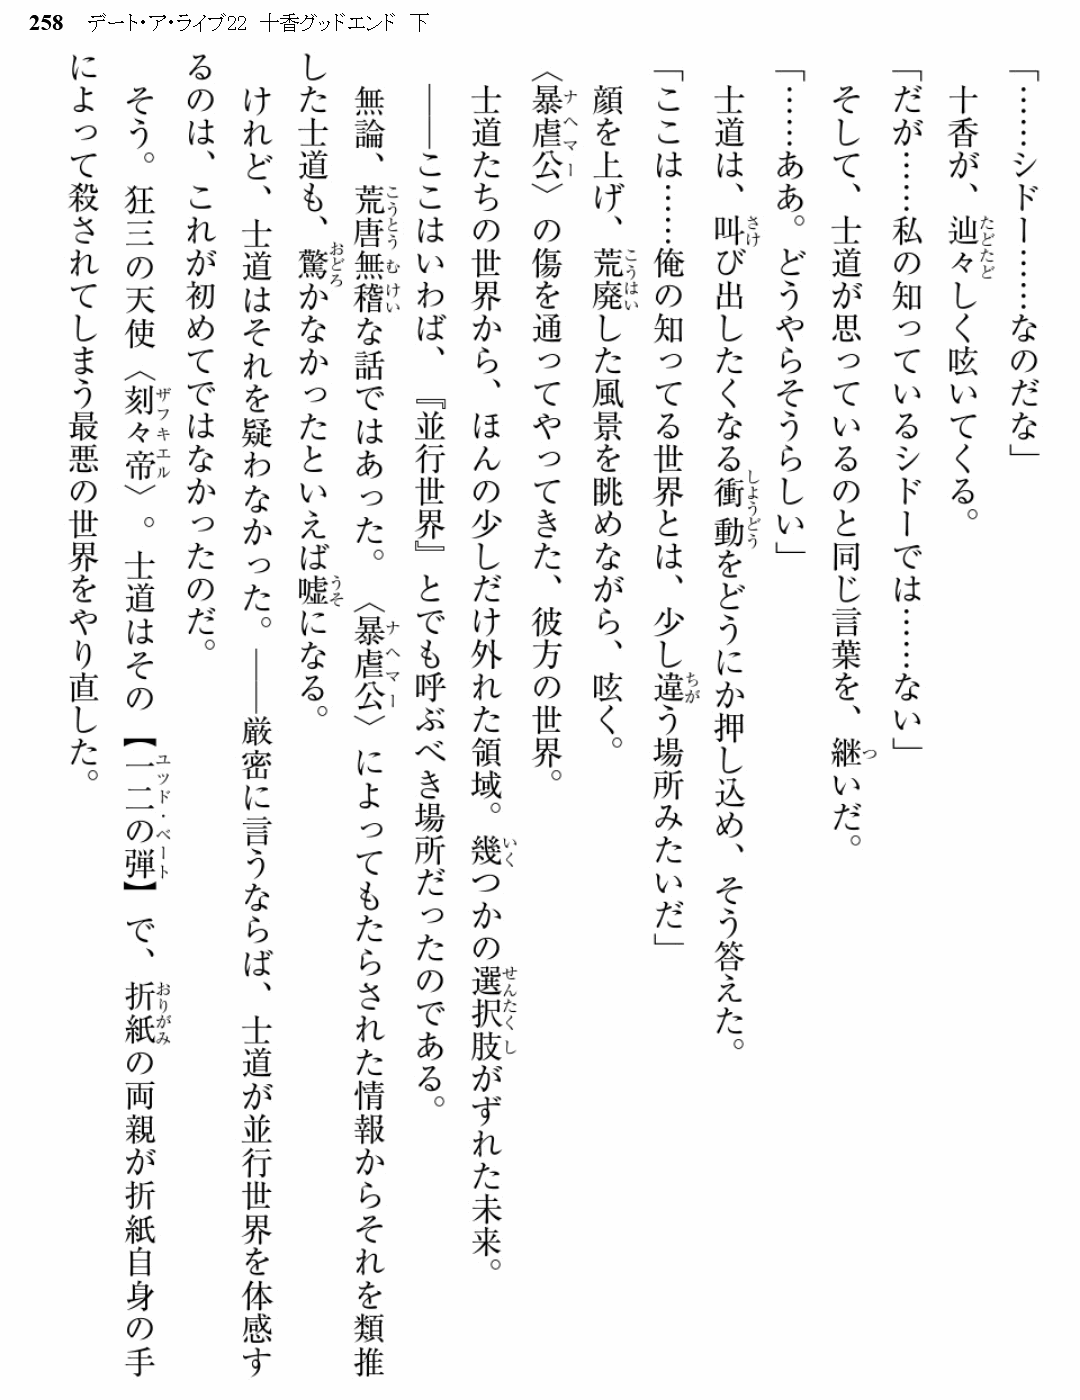 258 デート・ア・ライブ22 十香グッドエンド 下
「……シドー……なのだな」
十香が、辿々しく呟いてくる。
「だが……私の知っているシドーでは……ない」
そして、士道が思っているのと同じ言葉を、継いだ。
「……ああ。どうやらそうらしい」
士道は、叫び出したくなる衝動をどうにか押し込め、そう答えた。
「ここは……俺の知ってる世界とは、少し違う場所みたいだ」
顔を上げ、荒廃した風景を眺めながら、呟く。
〈暴虐公〉の傷を通ってやってきた、彼方の世界。
士道たちの世界から、ほんの少しだけ外れた領域。幾つかの選択肢がずれた未来。
――ここはいわば、『並行世界』とでも呼ぶべき場所だったのである。
無論、荒唐無稽な話ではあった。〈暴虐公〉によってもたらされた情報からそれを類推
した士道も、驚かなかったといえば嘘になる。
けれど、士道はそれを疑わなかった。――厳密に言うならば、士道が並行世界を体感す
るのは、これが初めてではなかったのだ。
そう。狂三の天使〈刻々帝〉。士道はその【一二の弾】で、折紙の両親が折紙自身の手
によって殺されてしまう最悪の世界をやり直した。